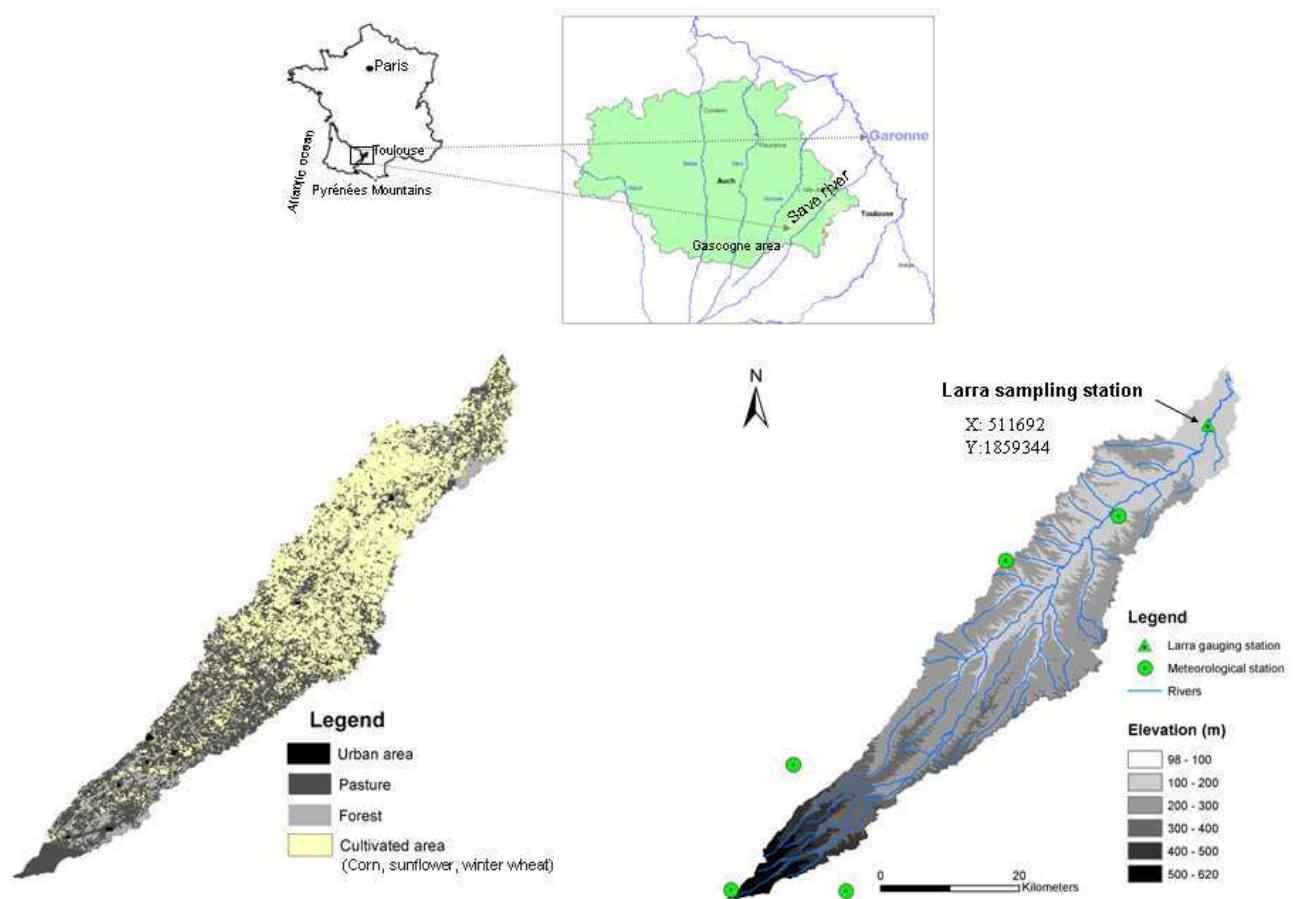 Paris
Toulouse
Atlantic ocean
Pyrénées Mountains
Garonne
Auch
Save river
Toulouse
Gascogne area
N
Larra sampling station
X: 511692
Y:1859344
Legend
Urban area
Pasture
Forest
Cultivated area
(Corn, sunflower, winter wheat)
Legend
Larra gauging station
Meteorological station
Rivers
Elevation (m)
98 - 100
100 - 200
200 - 300
300 - 400
400 - 500
500 - 620
0 20
Kilometers